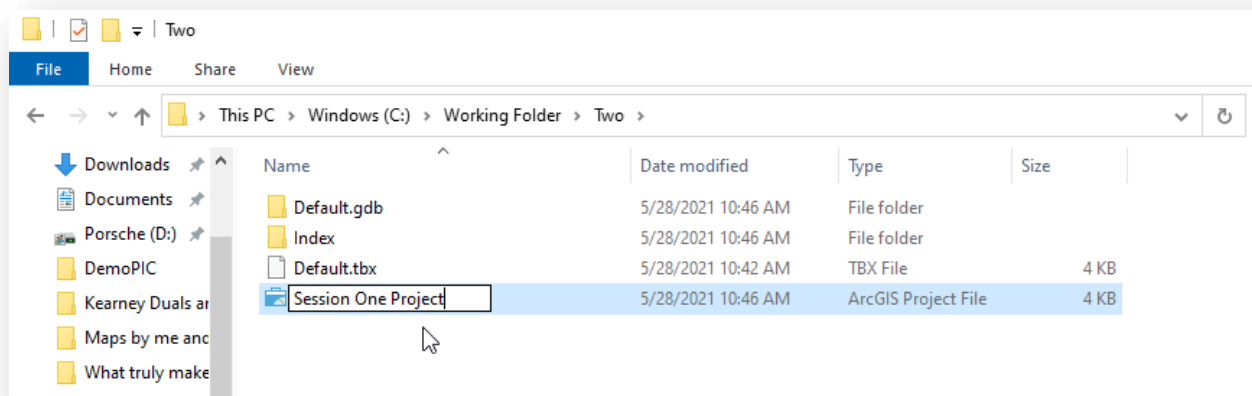 Two
File Home Share View
This PC > Windows (C:) > Working Folder > Two >
Downloads
Documents
Porsche (D:)
DemoPIC
Kearney Duals ar
Maps by me and
What truly make
Name Date modified Type Size
Default.gdb 5/28/2021 10:46 AM File folder
Index 5/28/2021 10:46 AM File folder
Default.tbx 5/28/2021 10:42 AM TBX File 4 KB
Session One Project 5/28/2021 10:46 AM ArcGIS Project File 4 KB